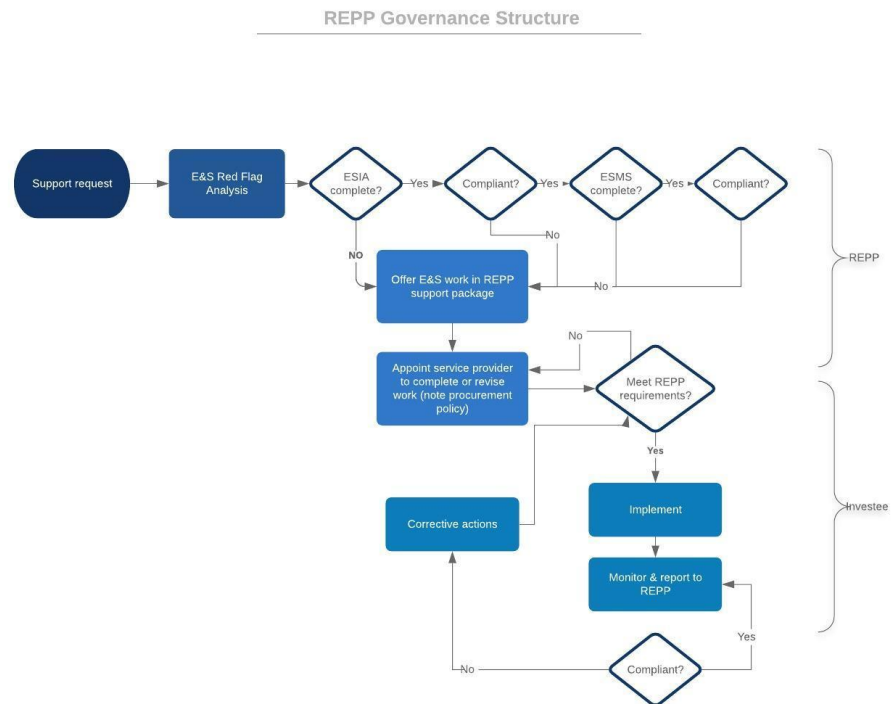 REPP Governance Structure
Support request
E&S Red Flag
Analysis
ESIA
complete?
Yes
Compliant?
Yes
ESMS
complete?
Yes
Compliant?
NO
No
No
REPP
Offer E&S work in REPP
support package
Appoint service provider
to complete or revise
work (note procurement
policy)
No
Meet REPP
requirements?
Yes
Corrective actions
Implement
Investee
Monitor & report to
REPP
Yes
No
Compliant?